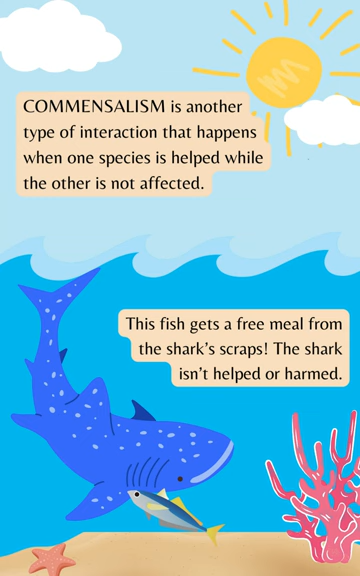 COMMENSALISM is another
type of interaction that happens
when one species is helped while
the other is not affected.
This fish gets a free meal from
the shark’s scraps! The shark
isn’t helped or harmed.